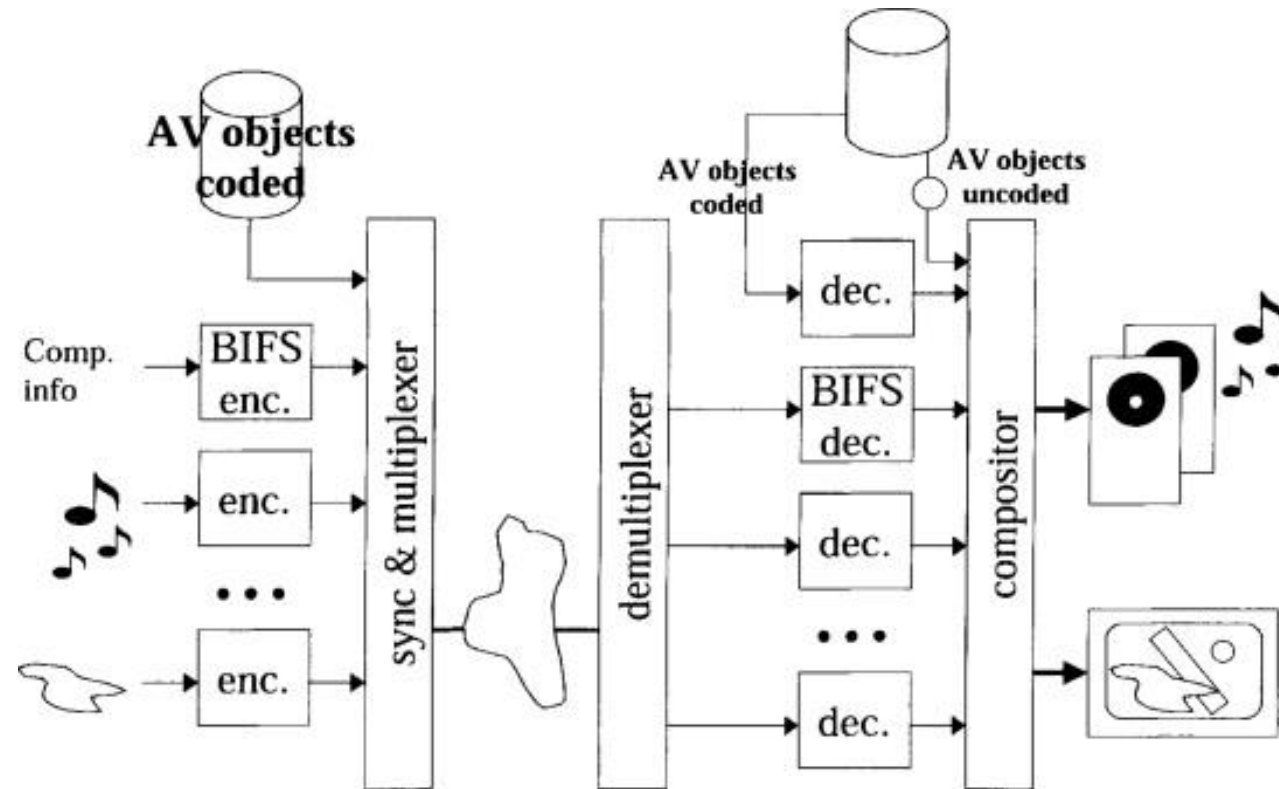 AV objects
coded
Comp.
info
BIFS
enc.
enc.
• • •
enc.
sync & multiplexer
demultiplexer
AV objects
coded
AV objects
uncoded
dec.
BIFS
dec.
dec.
• • •
dec.
compositor